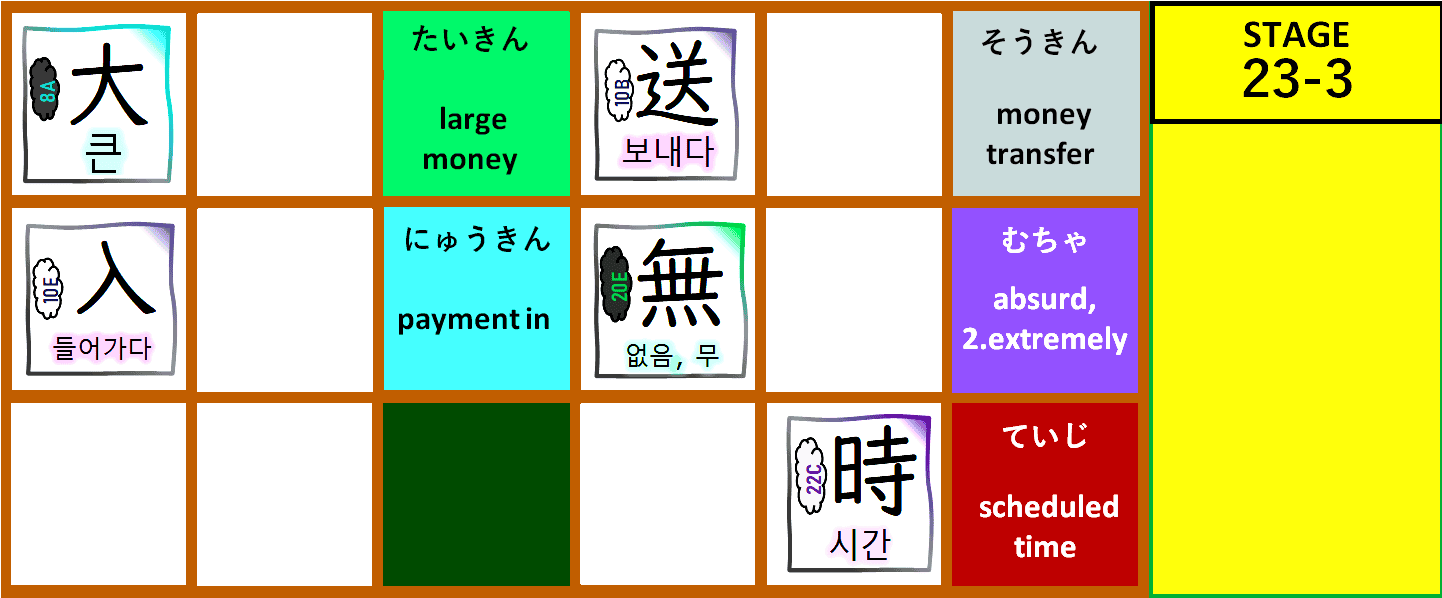 8A
大
큰
たいきん
large
money
10B
送
보내다
そうきん
money
transfer
STAGE
23-3
10E
入
들어가다
にゅうきん
payment in
20E
無
없음, 무
むちゃ
absurd,
2.extremely
22C
時
시간
ていじ
scheduled
time